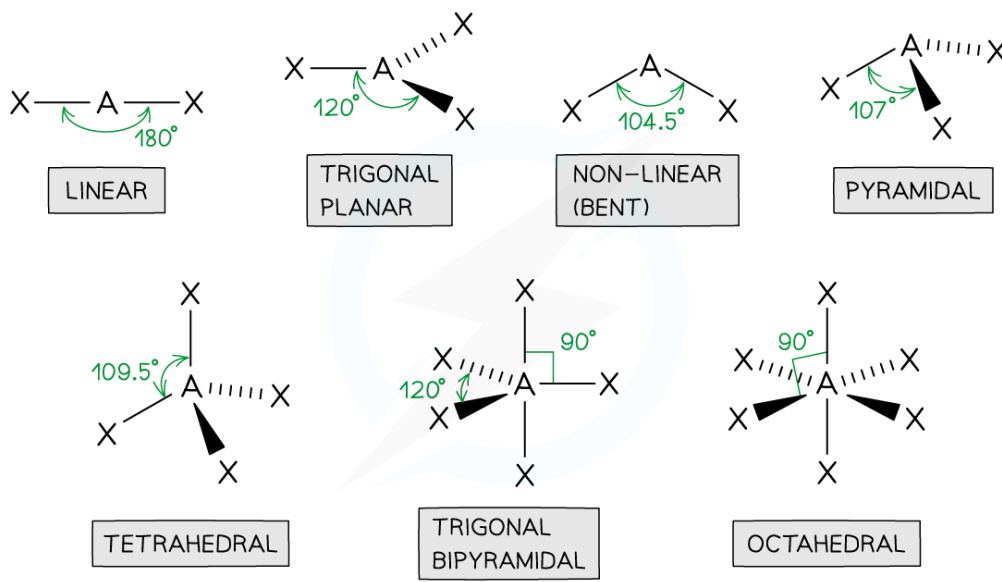 X A X
180°
LINEAR
X A X X
120°
TRIGONAL
PLANAR
A
X X
104.5°
NON-LINEAR
(BENT)
A X
X
107°
X
PYRAMIDAL
X
109.5°
A X
X
X
TETRAHEDRAL
X
90°
X
120° A X
X
X
TRIGONAL
BIPYRAMIDAL
X
90°
X X
A
X X
X
OCTAHEDRAL